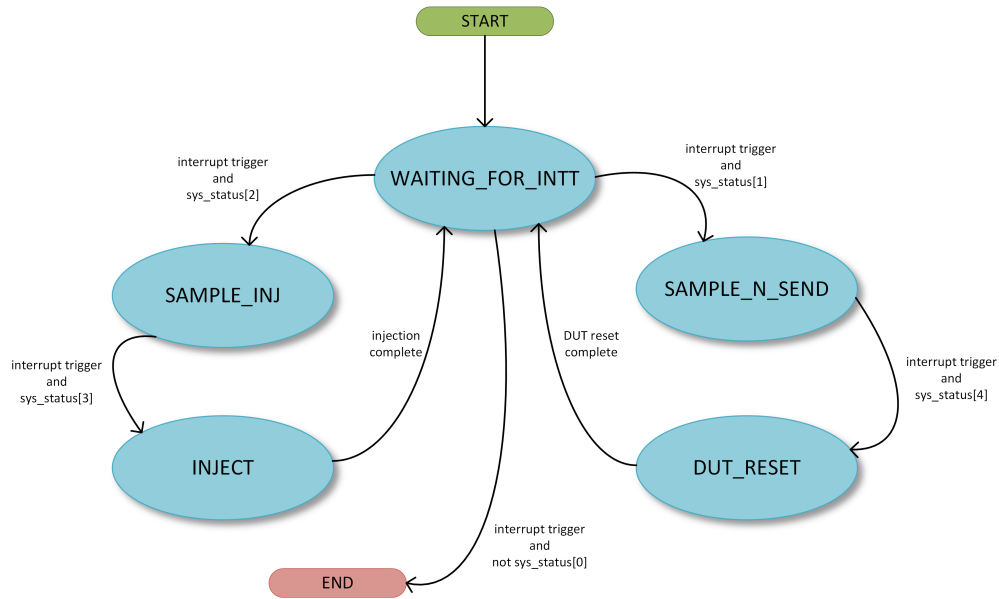 START
WAITING_FOR_INTT
interrupt trigger
and
sys_status[2]
interrupt trigger
and
sys_status[1]
SAMPLE_INJ
SAMPLE_N_SEND
injection
complete
DUT reset
complete
interrupt trigger
and
sys_status[3]
interrupt trigger
and
sys_status[4]
INJECT
DUT_RESET
interrupt trigger
and
not sys_status[0]
END